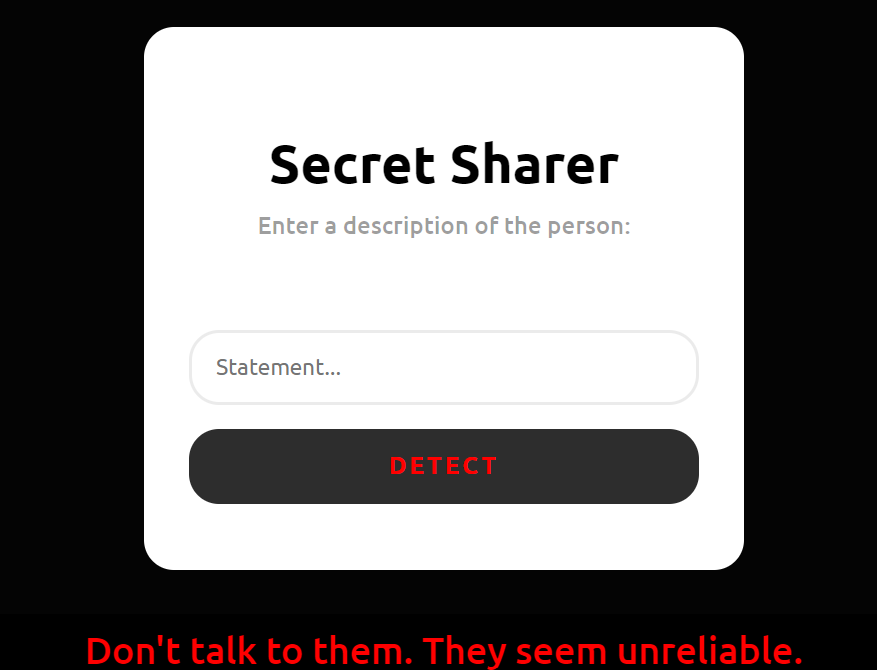 Secret Sharer
Enter a description of the person:
Statement...
DETECT
Don't talk to them. They seem unreliable.